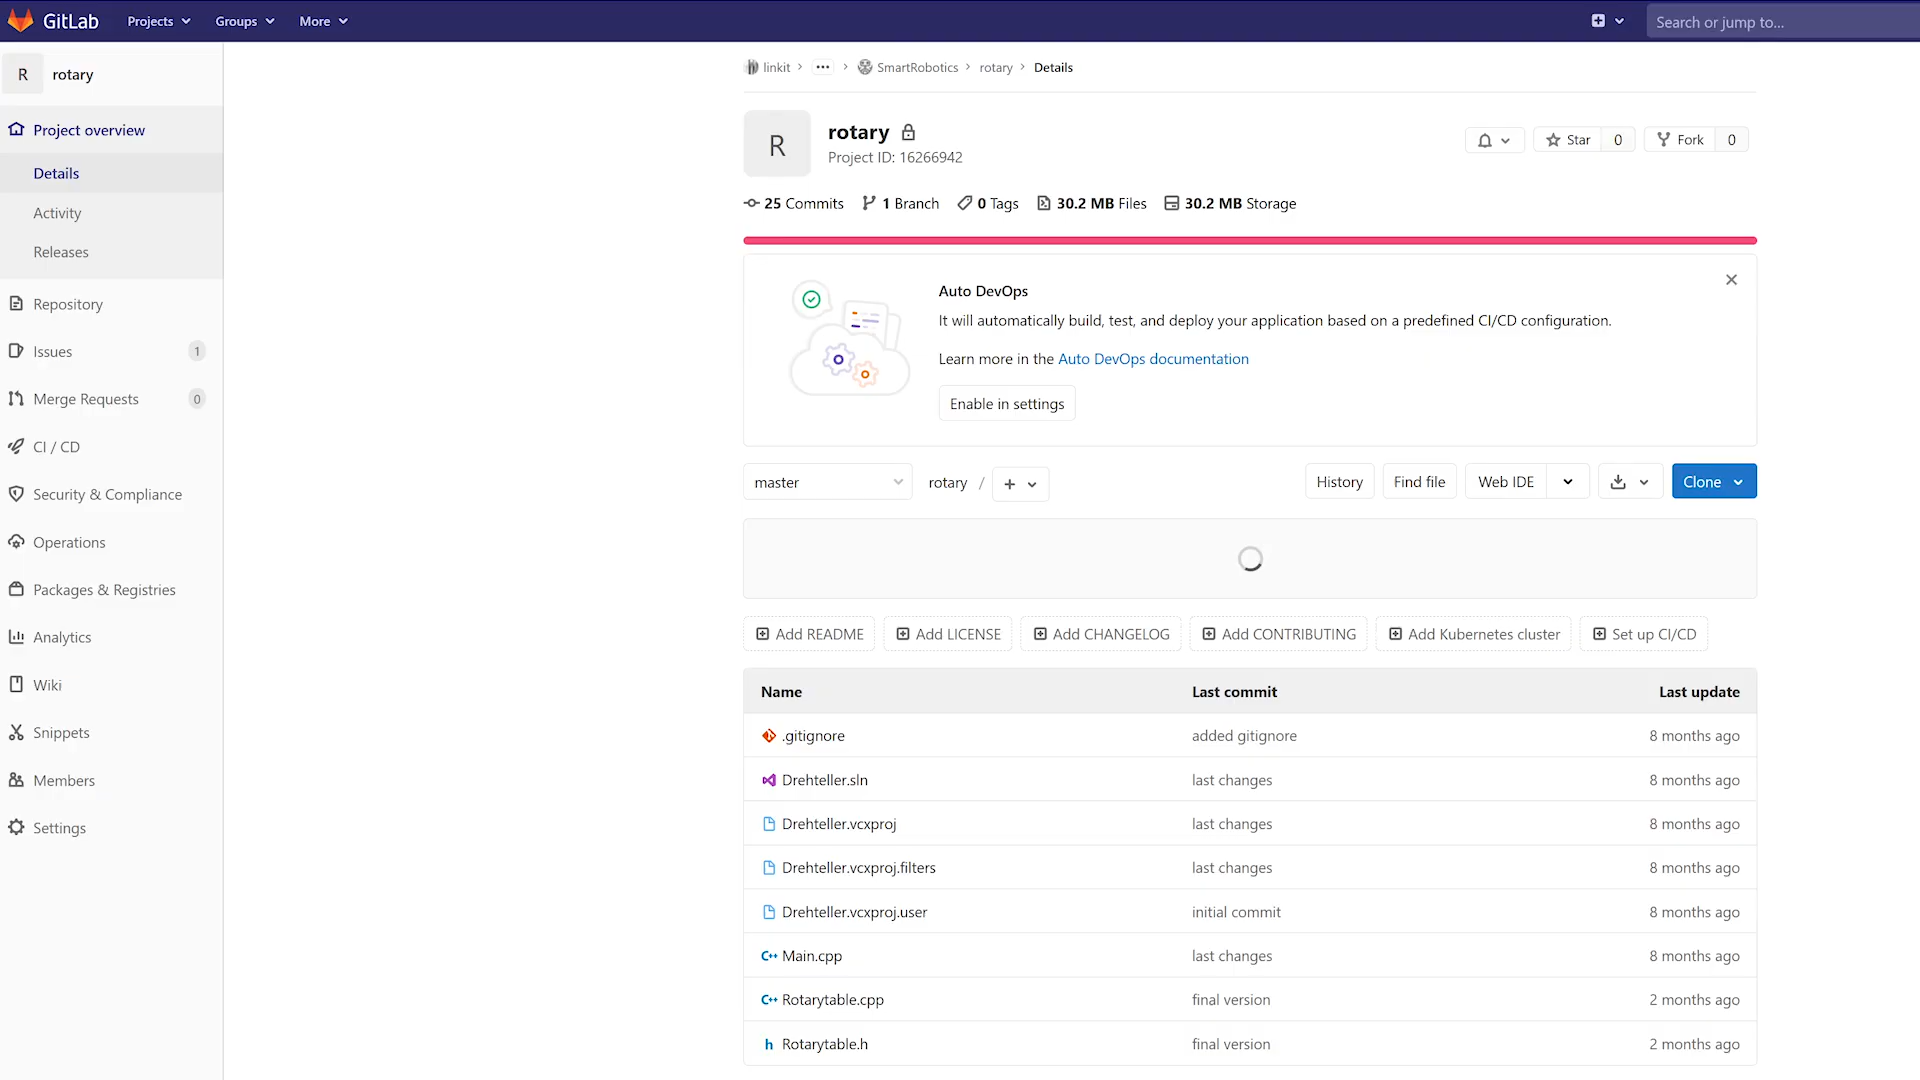 GitLab Projects Groups More Search or jump to...
R rotary
Project overview
Details
Activity
Releases
Repository
Issues 1
Merge Requests 0
CI / CD
Security & Compliance
Operations
Packages & Registries
Analytics
Wiki
Snippets
Members
Settings
linkit > ... > SmartRobotics > rotary > Details
R
rotary
Project ID: 16266942
Star 0 Fork 0
25 Commits 1 Branch 0 Tags 30.2 MB Files 30.2 MB Storage
Auto DevOps
It will automatically build, test, and deploy your application based on a predefined CI/CD configuration.
Learn more in the Auto DevOps documentation
Enable in settings
master rotary / + History Find file Web IDE Clone
Add README Add LICENSE Add CHANGELOG Add CONTRIBUTING Add Kubernetes cluster Set up CI/CD
Name Last commit Last update
.gitignore added gitignore 8 months ago
Drehteller.sln last changes 8 months ago
Drehteller.vcxproj last changes 8 months ago
Drehteller.vcxproj.filters last changes 8 months ago
Drehteller.vcxproj.user initial commit 8 months ago
C++ Main.cpp last changes 8 months ago
C++ Rotarytable.cpp final version 2 months ago
h Rotarytable.h final version 2 months ago